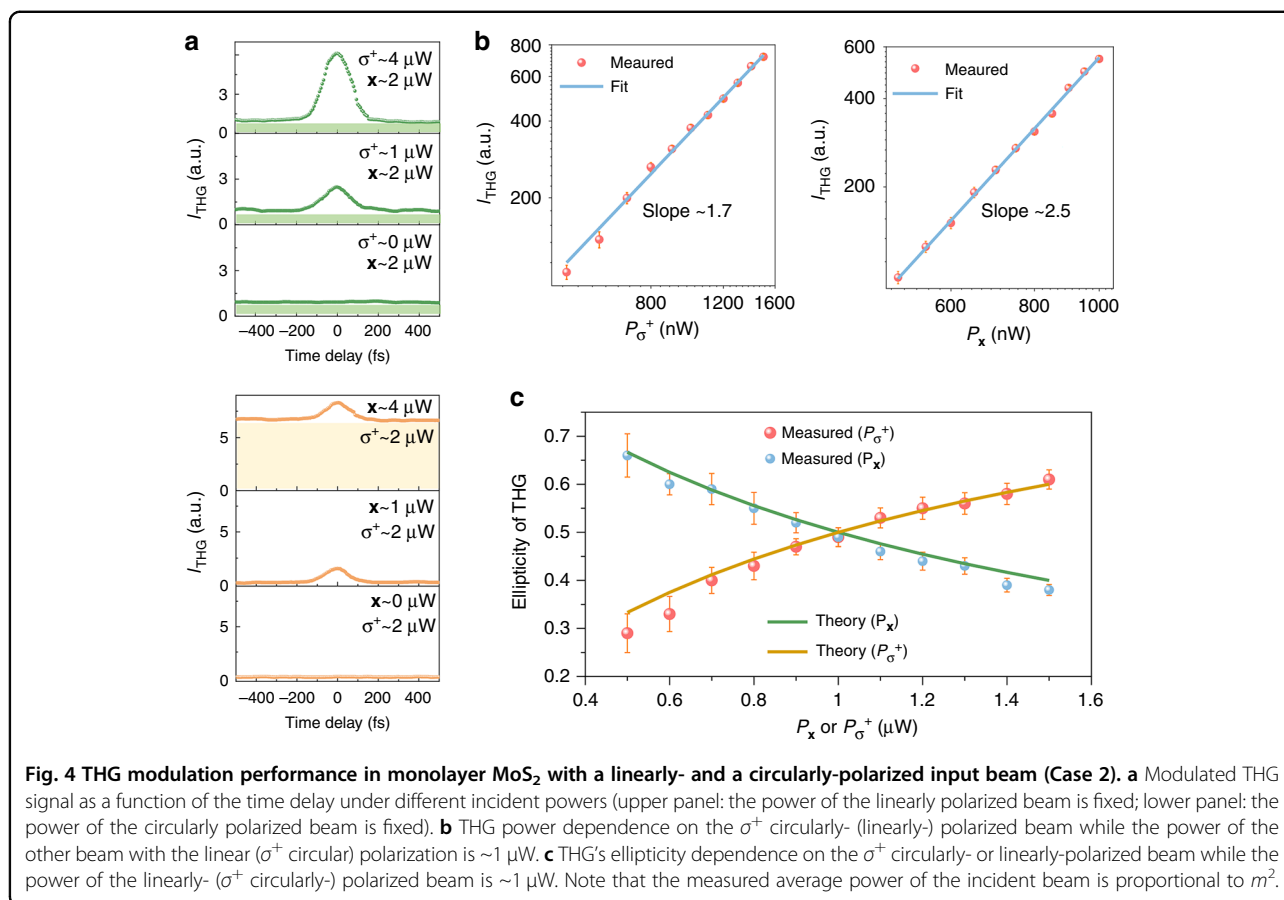 a
σ⁺~4 μW
x~2 μW
3
0
σ⁺~1 μW
x~2 μW
3
0
σ⁺~0 μW
x~2 μW
3
0
I_THG (a.u.)
−400 −200 0 200 400
Time delay (fs)
x~4 μW
σ⁺~2 μW
5
0
x~1 μW
σ⁺~2 μW
5
0
x~0 μW
σ⁺~2 μW
5
0
I_THG (a.u.)
−400 −200 0 200 400
Time delay (fs)
b
800
600
400
200
I_THG (a.u.)
Meaured
Fit
Slope ~1.7
800 1200 1600
P_σ⁺ (nW)
600
400
200
I_THG (a.u.)
Meaured
Fit
Slope ~2.5
600 800 1000
P_x (nW)
c
0.7
0.6
0.5
0.4
0.3
0.2
Ellipticity of THG
Measured (P_σ⁺)
Measured (P_x)
Theory (P_x)
Theory (P_σ⁺)
0.4 0.6 0.8 1.0 1.2 1.4 1.6
P_x or P_σ⁺ (μW)
Fig. 4 THG modulation performance in monolayer MoS₂ with a linearly- and a circularly-polarized input beam (Case 2). a Modulated THG
signal as a function of the time delay under different incident powers (upper panel: the power of the linearly polarized beam is fixed; lower panel: the
power of the circularly polarized beam is fixed). b THG power dependence on the σ⁺ circularly- (linearly-) polarized beam while the power of the
other beam with the linear (σ⁺ circular) polarization is ~1 μW. c THG's ellipticity dependence on the σ⁺ circularly- or linearly-polarized beam while the
power of the linearly- (σ⁺ circularly-) polarized beam is ~1 μW. Note that the measured average power of the incident beam is proportional to m².